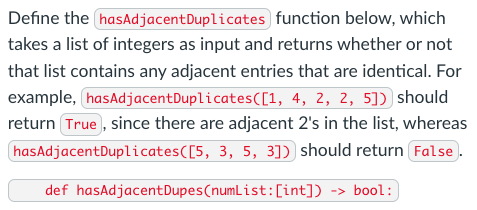 Define the hasAdjacentDuplicates function below, which
takes a list of integers as input and returns whether or not
that list contains any adjacent entries that are identical. For
example, hasAdjacentDuplicates([1, 4, 2, 2, 5]) should
return True , since there are adjacent 2's in the list, whereas
hasAdjacentDuplicates([5, 3, 5, 3]) should return False .
def hasAdjacentDupes(numList:[int]) -> bool: